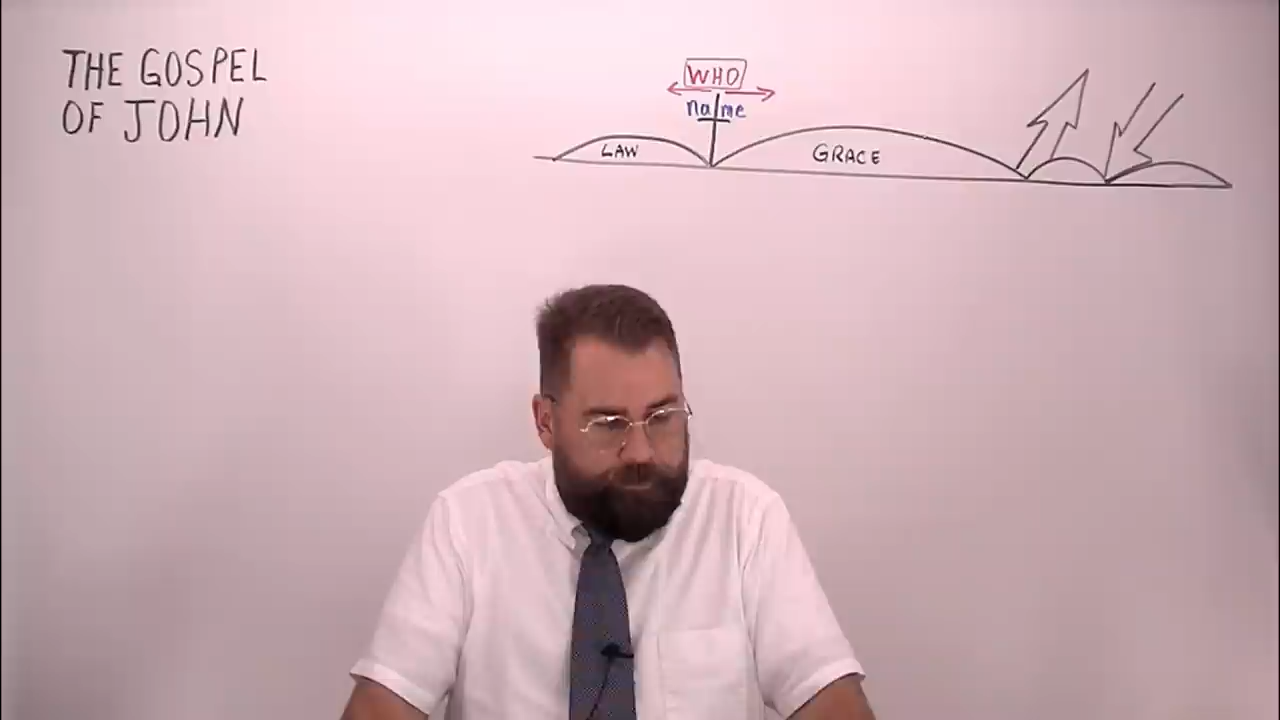 THE GOSPEL
OF JOHN
WHO
name
LAW
GRACE